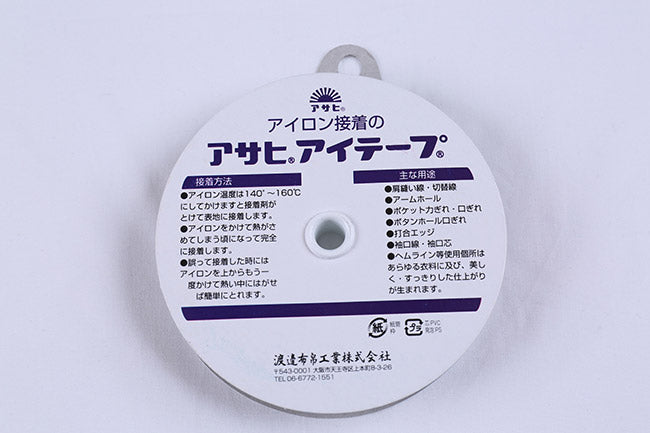 アサヒ®
アイロン接着の
アサヒ®アイテープ®
接着方法
●アイロン温度は140°~160℃
にしてかけますと接着剤が
とけて表地に接着します。
●アイロンをかけて熱がさ
めてしまう頃になって完全
に接着します。
●誤って接着した時には
アイロンを上からもう一
度かけて熱い中にはがせ
ば簡単にとれます。
主な用途
●肩縫い線・切替線
●アームホール
●ポケット力ぎれ・口ぎれ
●ボタンホール口ぎれ
●打合エッジ
●袖口線・袖口芯
●ヘムライン等使用個所は
あらゆる衣料に及び、美し
く・すっきりした仕上がり
が生まれます。
紙
プラ
芯/PVC
渡邊布帛工業株式会社
〒543-0001 大阪市天王寺区上本町8-3-26
TEL 06-6772-1551